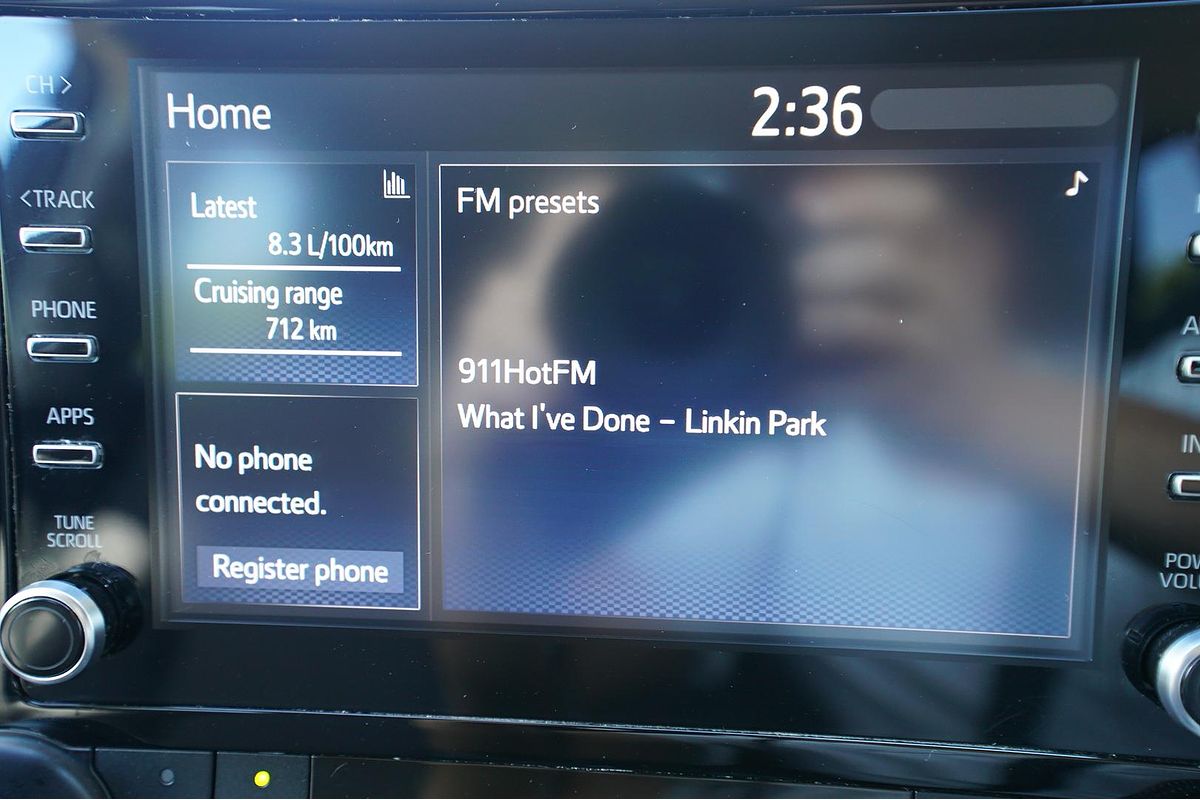 CH >
Home
2:36
<TRACK
Latest
8.3 L/100km
Cruising range
712 km
FM presets
PHONE
911HotFM
What I've Done – Linkin Park
APPS
No phone
connected.
Register phone
TUNE
SCROLL